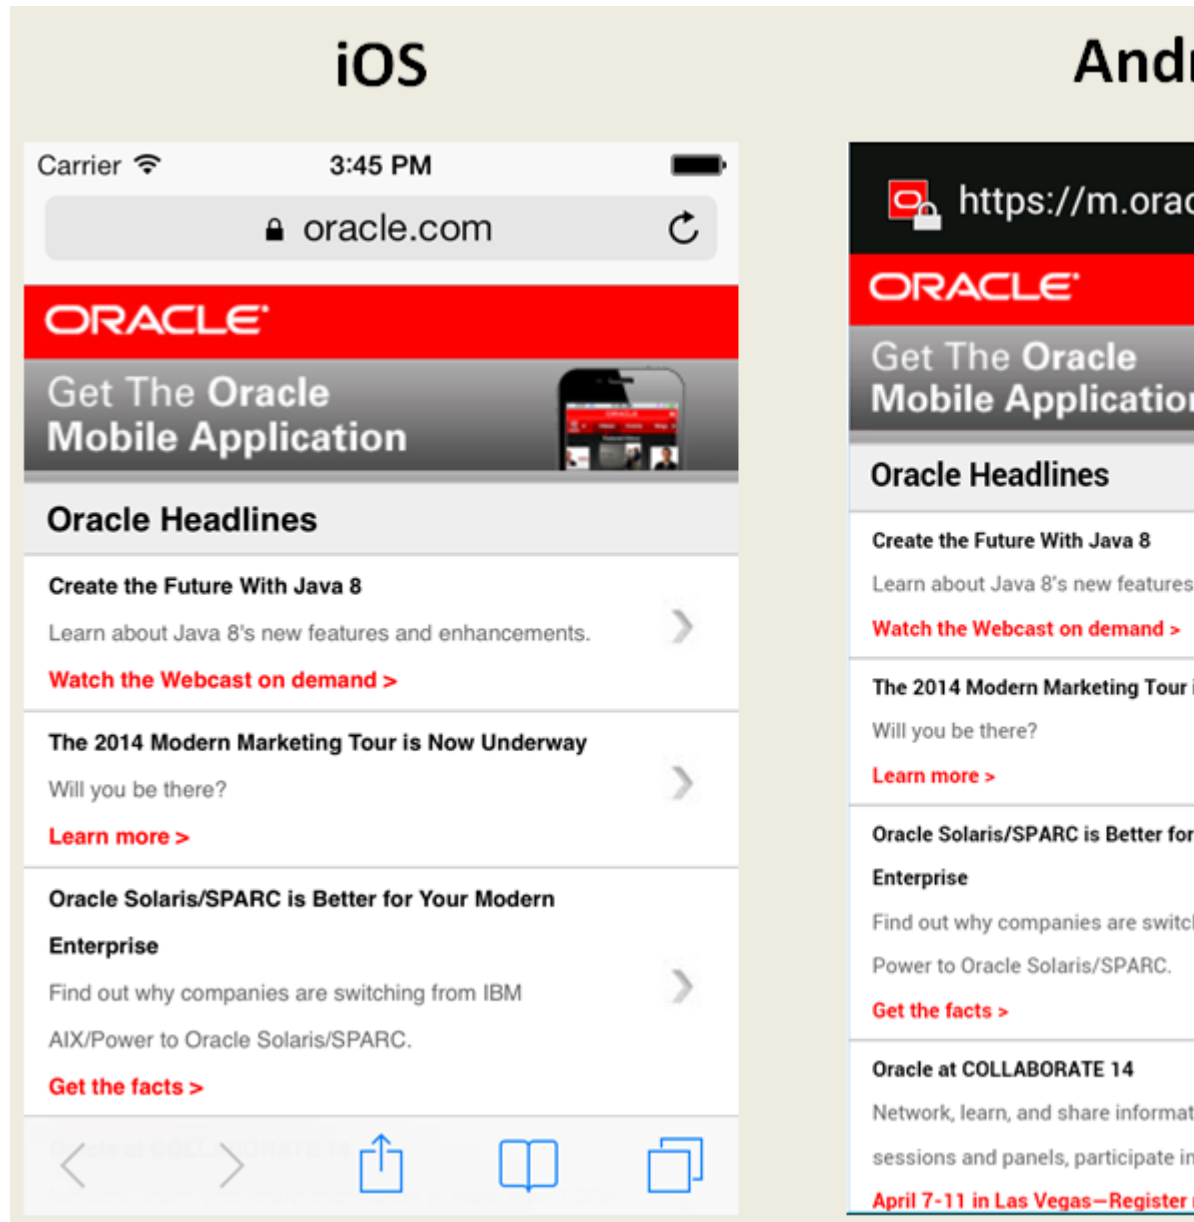 iOS
Carrier 3:45 PM
oracle.com
ORACLE
Get The Oracle
Mobile Application
Oracle Headlines
Create the Future With Java 8
Learn about Java 8's new features and enhancements.
Watch the Webcast on demand >
The 2014 Modern Marketing Tour is Now Underway
Will you be there?
Learn more >
Oracle Solaris/SPARC is Better for Your Modern
Enterprise
Find out why companies are switching from IBM
AIX/Power to Oracle Solaris/SPARC.
Get the facts >
https://m.orac
ORACLE
Get The Oracle
Mobile
Oracle Headlines
Create the Future With Java 8
Learn about Java 8's new features
Watch the Webcast on demand >
The 2014 Modern Marketing Tour
Will you be there?
Learn more >
Oracle Solaris/SPARC is Better for
Enterprise
Find out why companies are
Power to Oracle Solaris/SPARC.
Get the facts >
Oracle at COLLABORATE 14
Network, learn, and share
sessions and panels, participate in
April 7-11 in Las Vegas—Register